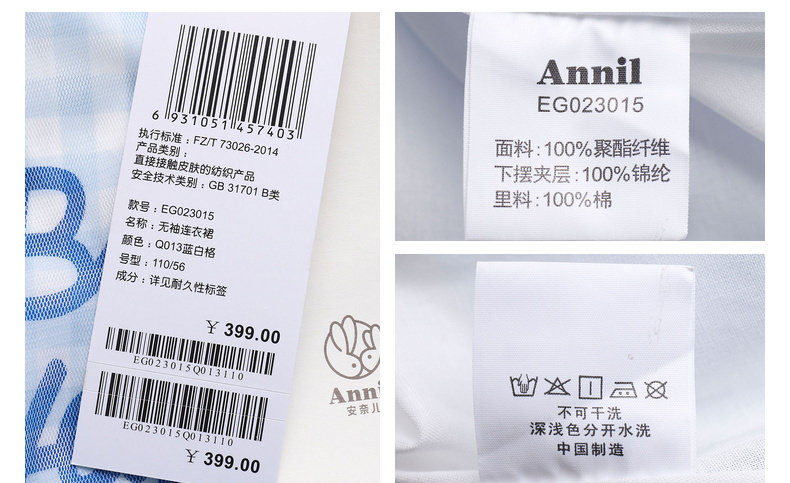 B
6 931051 457403
执行标准：FZ/T 73026-2014
产品类别：
直接接触皮肤的纺织产品
安全技术类别：GB 31701 B类
款号：EG023015
名称：无袖连衣裙
颜色：Q013蓝白格
号型：110/56
成分：详见耐久性标签
￥399.00
EG023015Q013110
EG023015Q013110
￥399.00
Annil
安奈儿
Annil
EG023015
面料：100%聚酯纤维
下摆夹层：100%锦纶
里料：100%棉
不可干洗
深浅色分开水洗
中国制造